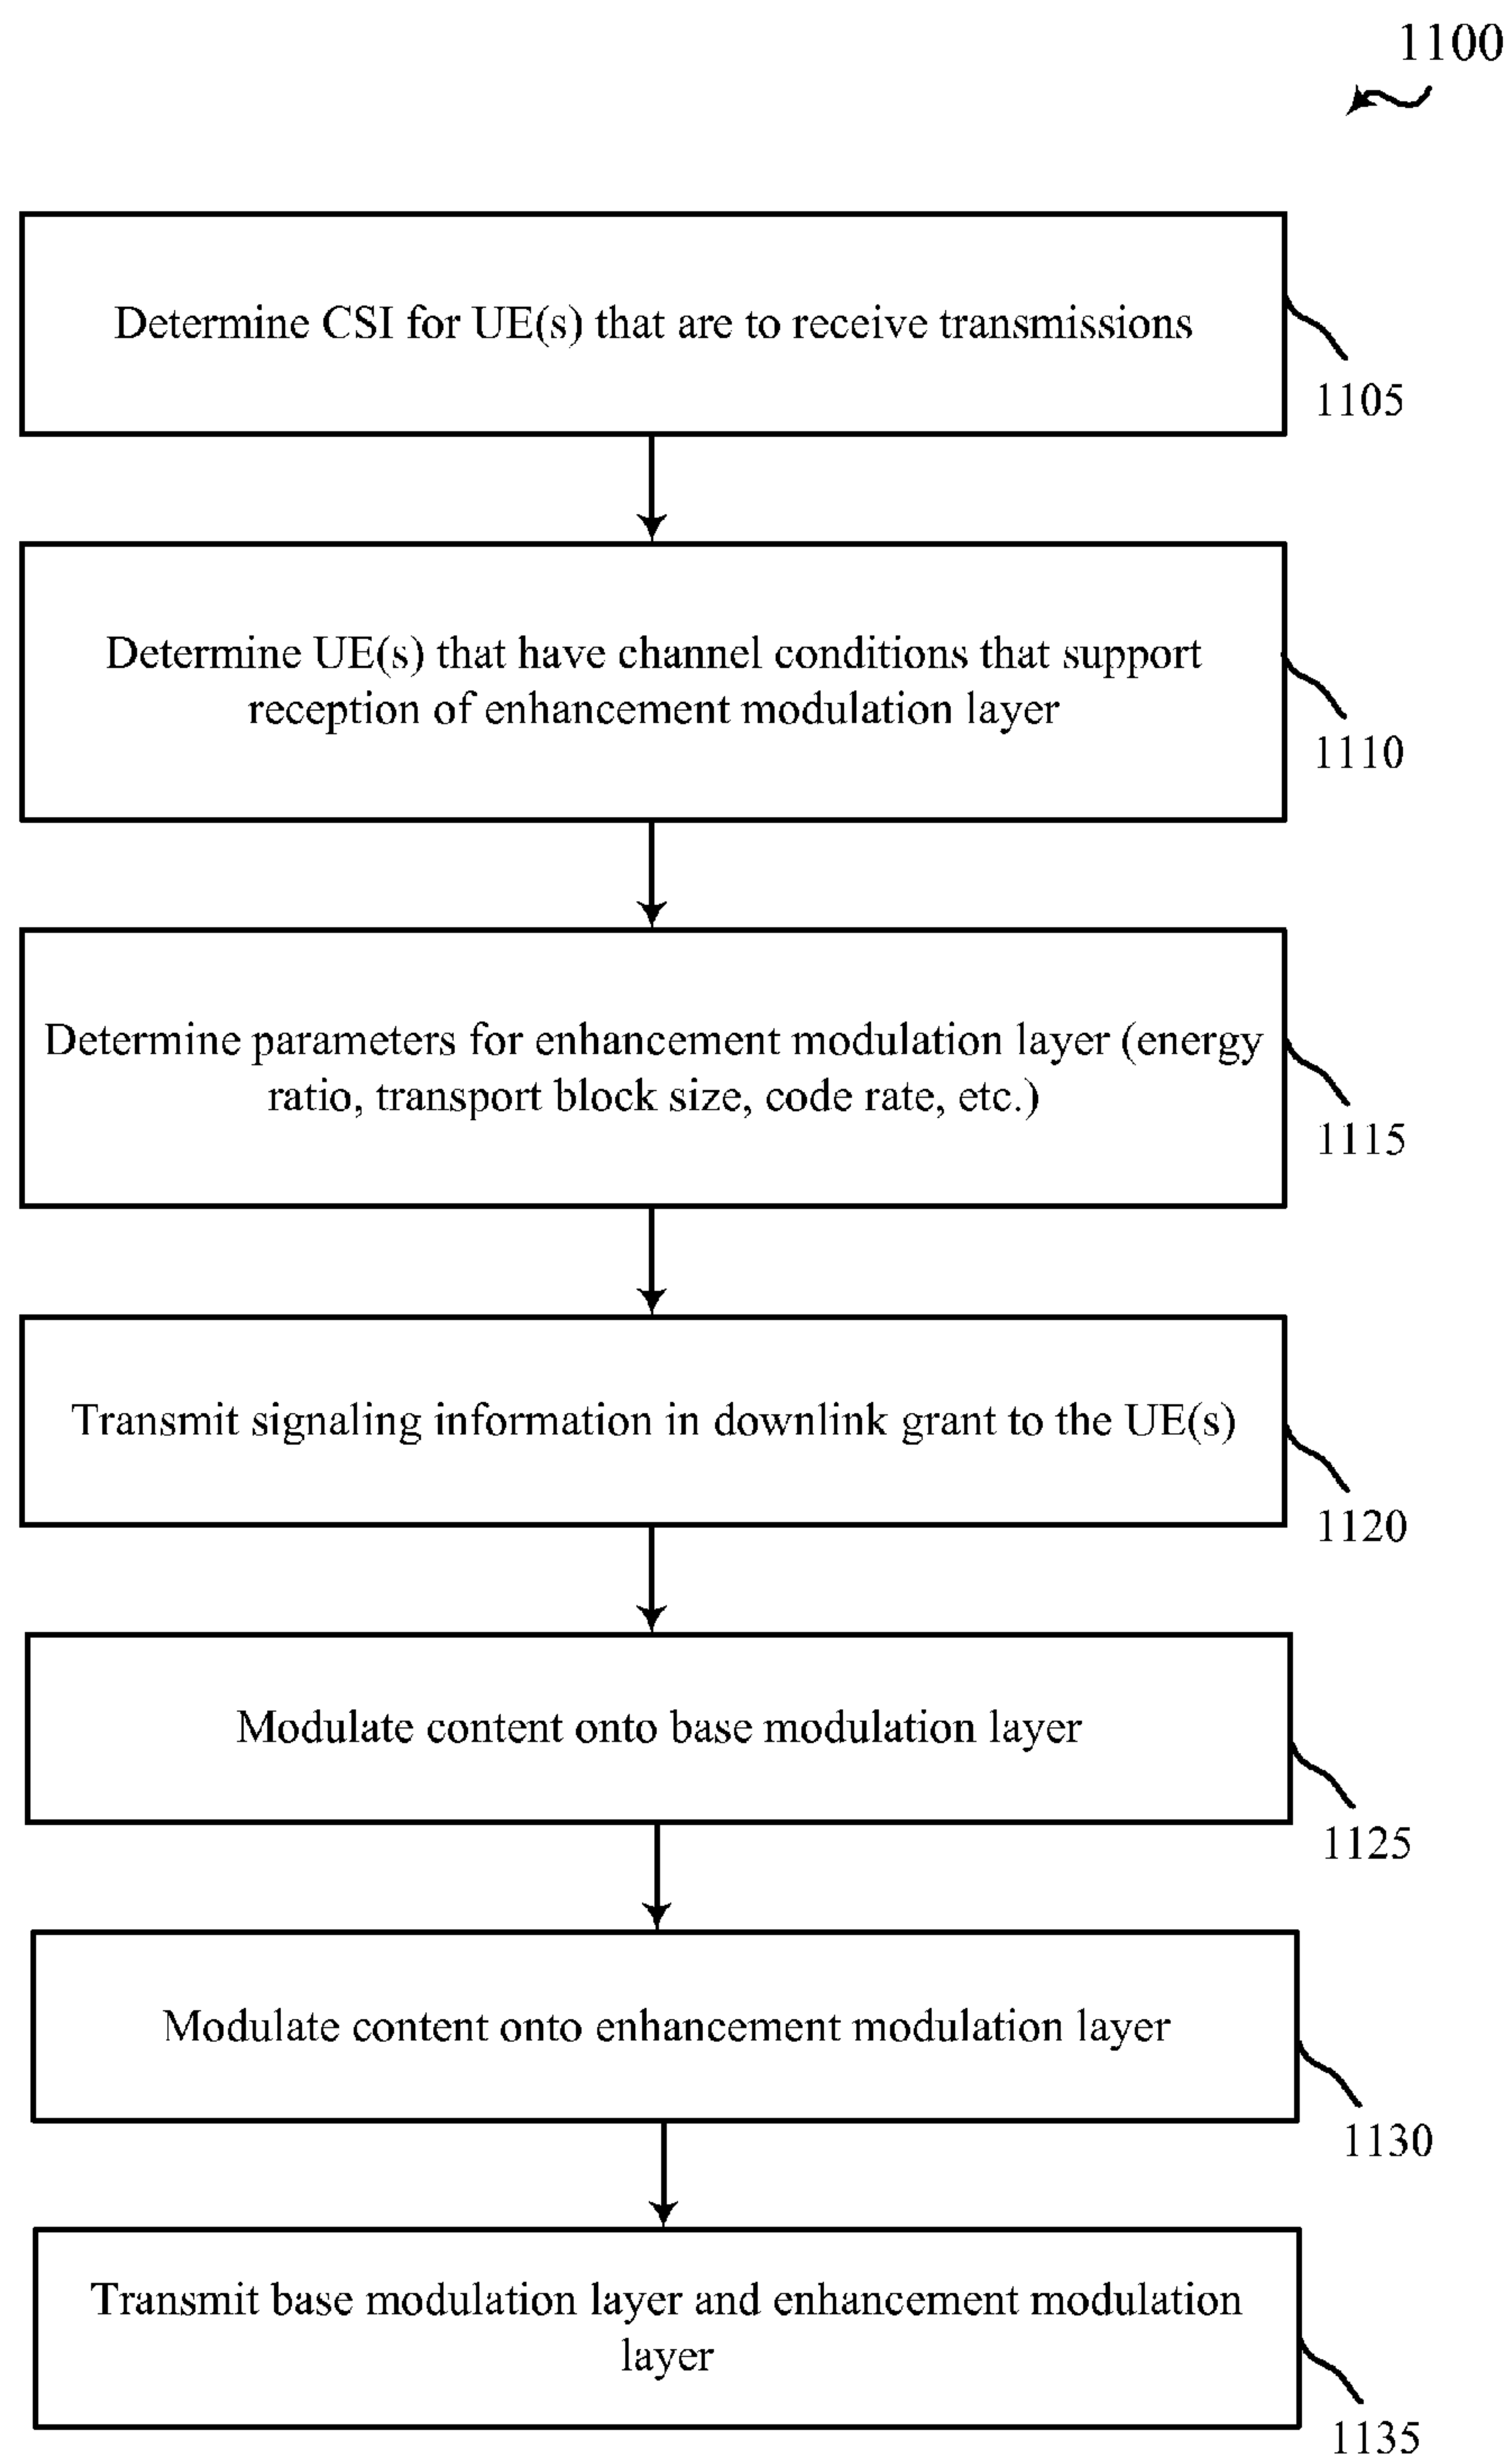 1100
Determine CSI for UE(s) that are to receive transmissions
1105
Determine UE(s) that have channel conditions that support
reception of enhancement modulation layer
1110
Determine parameters for enhancement modulation layer (energy
ratio, transport block size, code rate, etc.)
1115
Transmit signaling information in downlink grant to the UE(s)
1120
Modulate content onto base modulation layer
1125
Modulate content onto enhancement modulation layer
1130
Transmit base modulation layer and enhancement modulation
layer
1135